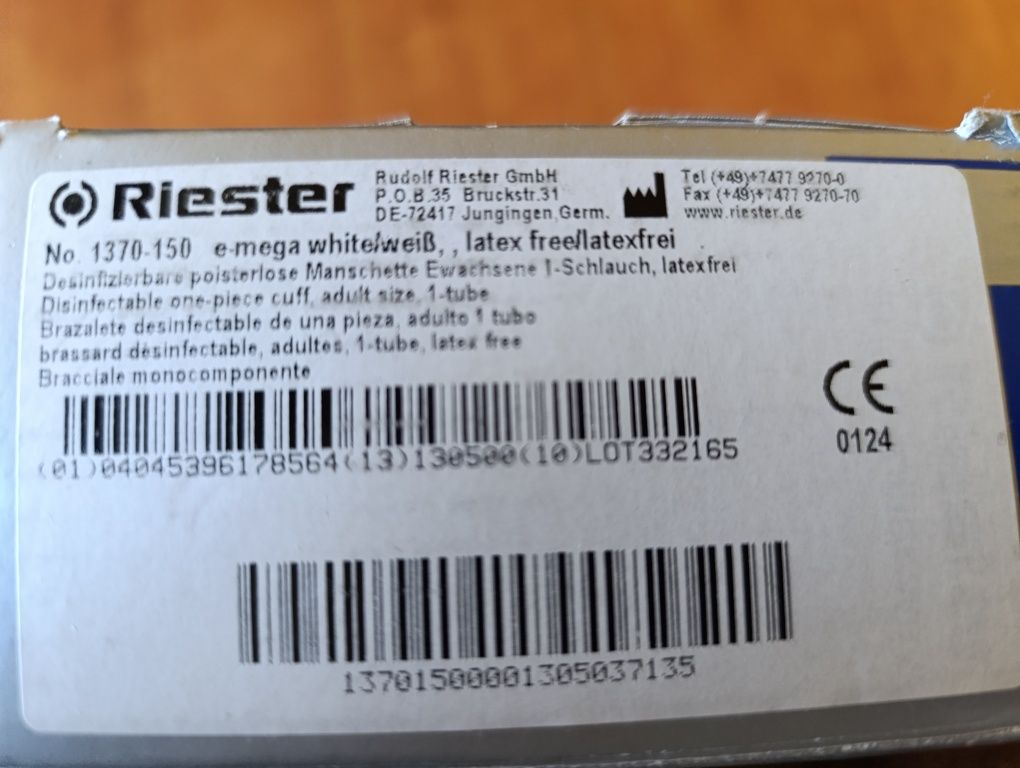 Riester
Rudolf Riester GmbH
P.O.B.35 Bruckstr.31
DE-72417 Jungingen,Germ.
Tel (+49)+7477 9270-0
Fax (+49)+7477 9270-70
www.riester.de
No. 1370-150 e-mega white/weiß, , latex free/latexfrei
Desinfizierbare poisterlose Manschette Ewachsene 1-Schlauch, latexfrei
Disinfectable one-piece cuff, adult size, 1-tube
Brazalete desinfectable de una pieza, adulto 1 tubo
brassard désinfectable, adultes, 1-tube, latex free
Bracciale monocomponente
(01)04045396178564(13)130500(10)LOT332165
CE
0124
13701500001305037135